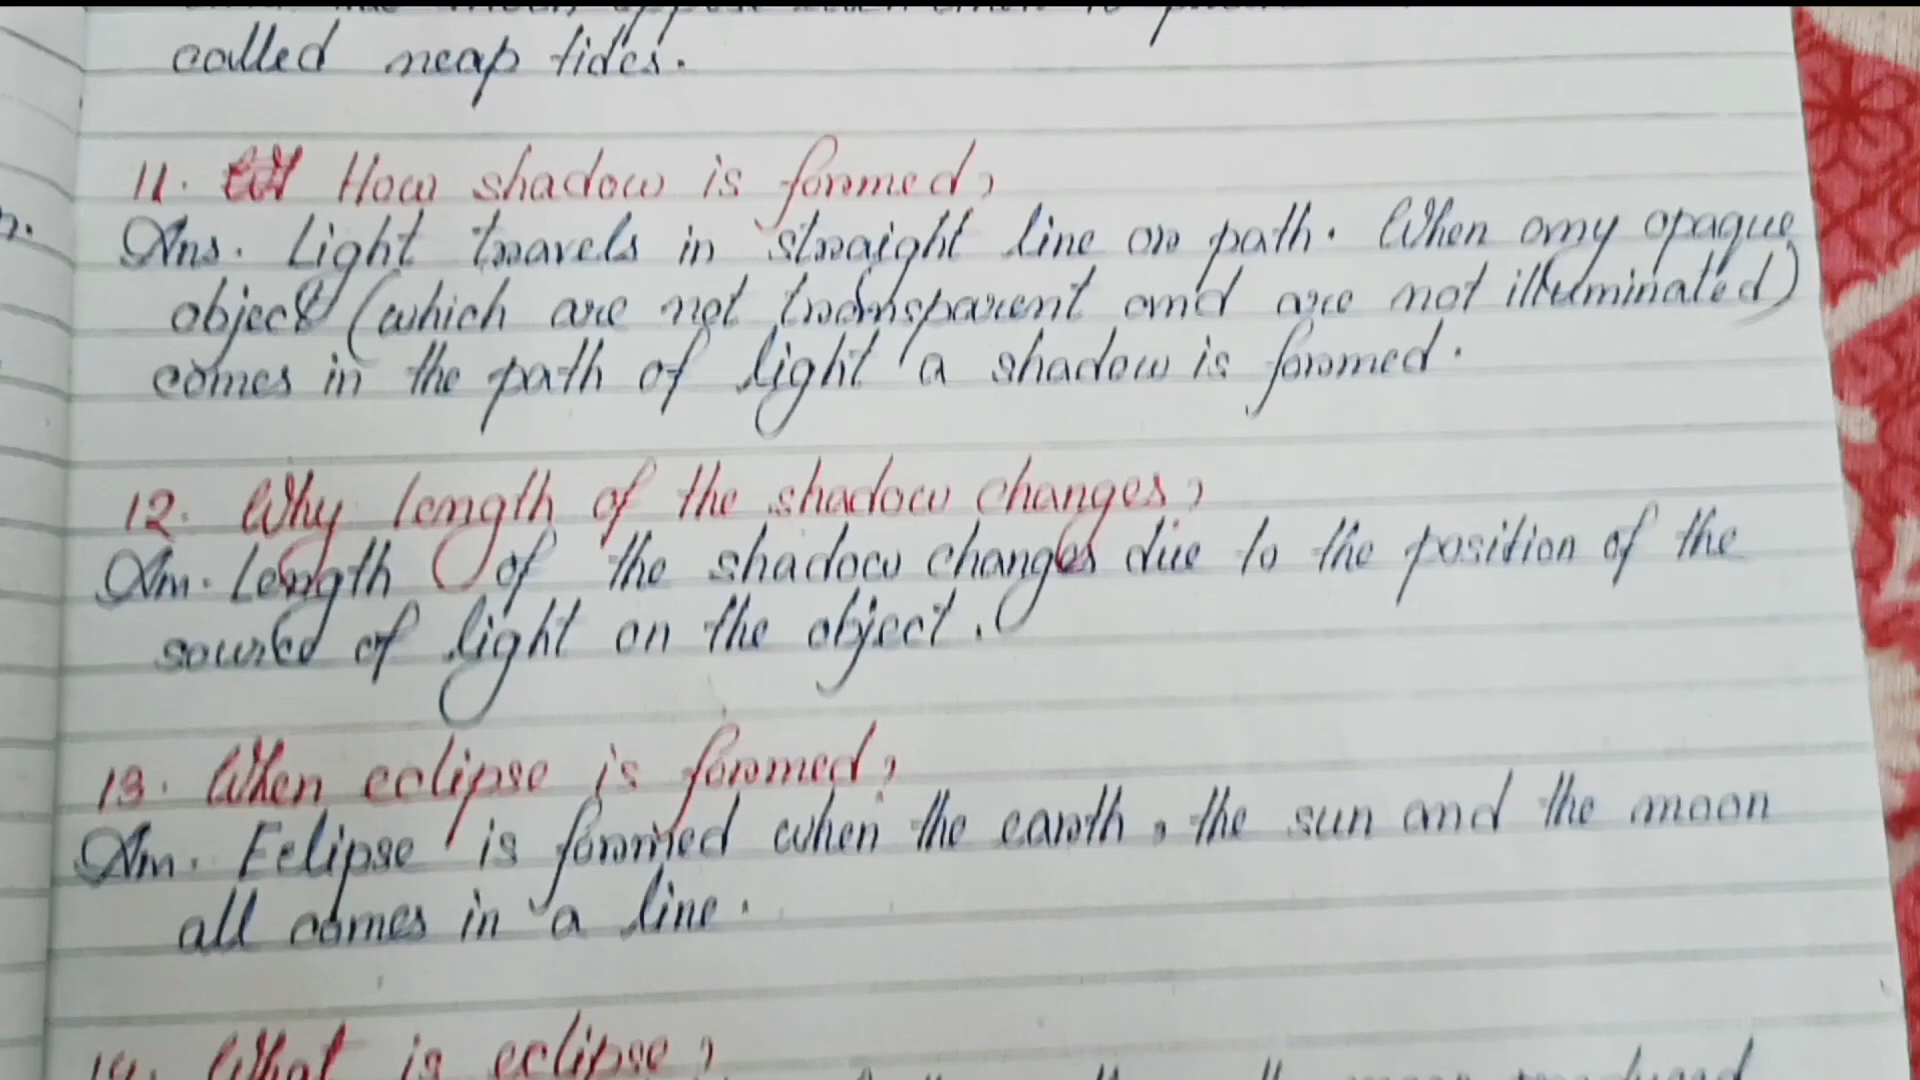 called neap tides.
11. How shadow is formed?
Ans. Light travels in straight line or path. When any opaque
object (which are not transparent and are not illuminated)
comes in the path of light a shadow is formed.
12. Why length of the shadow changes?
Ans. Length of the shadow changes due to the position of the
source of light on the object.
13. When eclipse is formed?
Ans. Eclipse is formed when the earth, the sun and the moon
all comes in a line.
14. What is eclipse?